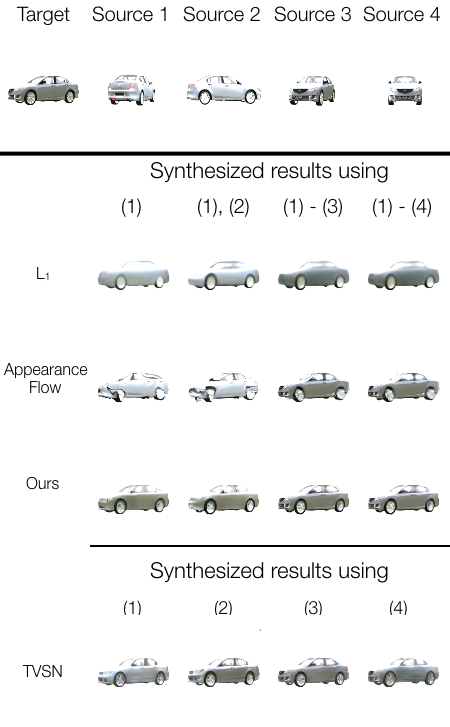 Target Source 1 Source 2 Source 3 Source 4
Synthesized results using
(1) (1), (2) (1) - (3) (1) - (4)
L₁
Appearance
Flow
Ours
Synthesized results using
(1) (2) (3) (4)
TVSN